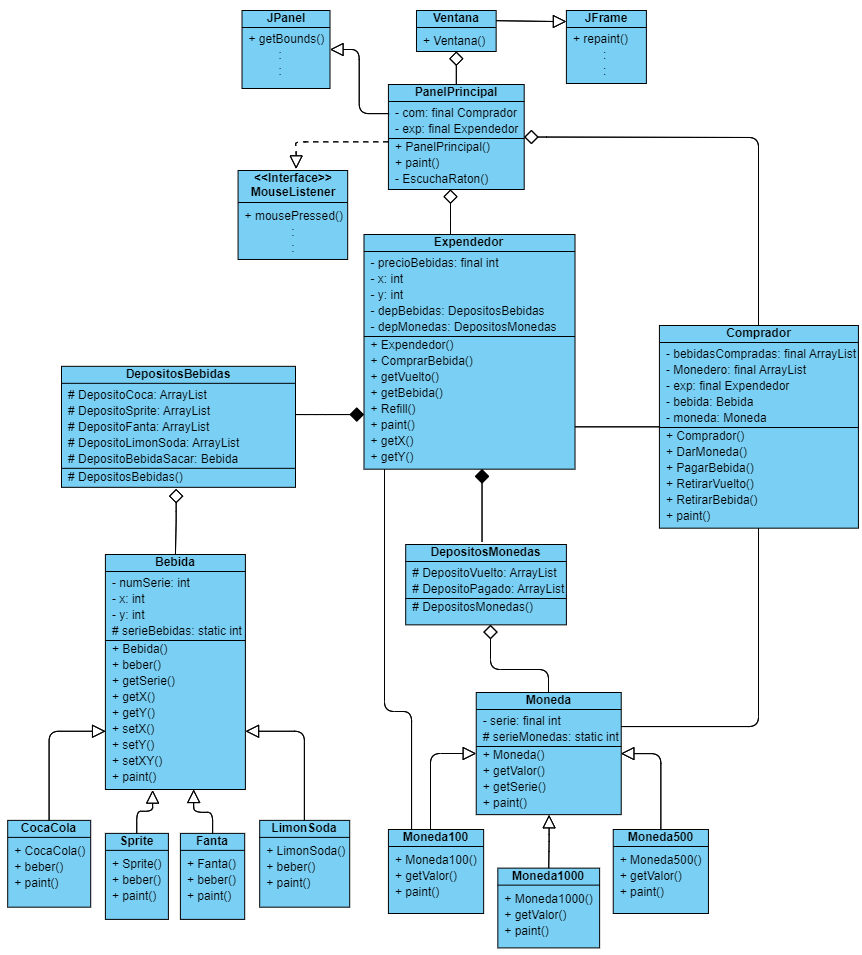 JPanel
+ getBounds()
:
:
Ventana
+ Ventana()
JFrame
+ repaint()
:
:
PanelPrincipal
- com: final Comprador
- exp: final Expendedor
+ PanelPrincipal()
+ paint()
- EscuchaRaton()
<<Interface>>
MouseListener
+ mousePressed()
:
:
Expendedor
- precioBebidas: final int
- x: int
- y: int
- depBebidas: DepositosBebidas
- depMonedas: DepositosMonedas
+ Expendedor()
+ ComprarBebida()
+ getVuelto()
+ getBebida()
+ Refill()
+ paint()
+ getX()
+ getY()
Comprador
- bebidasCompradas: final ArrayList
- Monedero: final ArrayList
- exp: final Expendedor
- bebida: Bebida
- moneda: Moneda
+ Comprador()
+ DarMoneda()
+ PagarBebida()
+ RetirarVuelto()
+ RetirarBebida()
+ paint()
DepositosBebidas
# DepositoCoca: ArrayList
# DepositoSprite: ArrayList
# DepositoFanta: ArrayList
# DepositoLimonSoda: ArrayList
# DepositoBebidaSacar: Bebida
# DepositosBebidas()
DepositosMonedas
# DepositoVuelto: ArrayList
# DepositoPagado: ArrayList
# DepositosMonedas()
Bebida
- numSerie: int
- x: int
- y: int
# serieBebidas: static int
+ Bebida()
+ beber()
+ getSerie()
+ getX()
+ getY()
+ setX()
+ setY()
+ setXY()
+ paint()
Moneda
- serie: final int
# serieMonedas: static int
+ Moneda()
+ getValor()
+ getSerie()
+ paint()
CocaCola
+ CocaCola()
+ beber()
+ paint()
Sprite
+ Sprite()
+ beber()
+ paint()
Fanta
+ Fanta()
+ beber()
+ paint()
LimonSoda
+ LimonSoda()
+ beber()
+ paint()
Moneda100
+ Moneda100()
+ getValor()
+ paint()
Moneda1000
+ Moneda1000()
+ getValor()
+ paint()
Moneda500
+ Moneda500()
+ getValor()
+ paint()